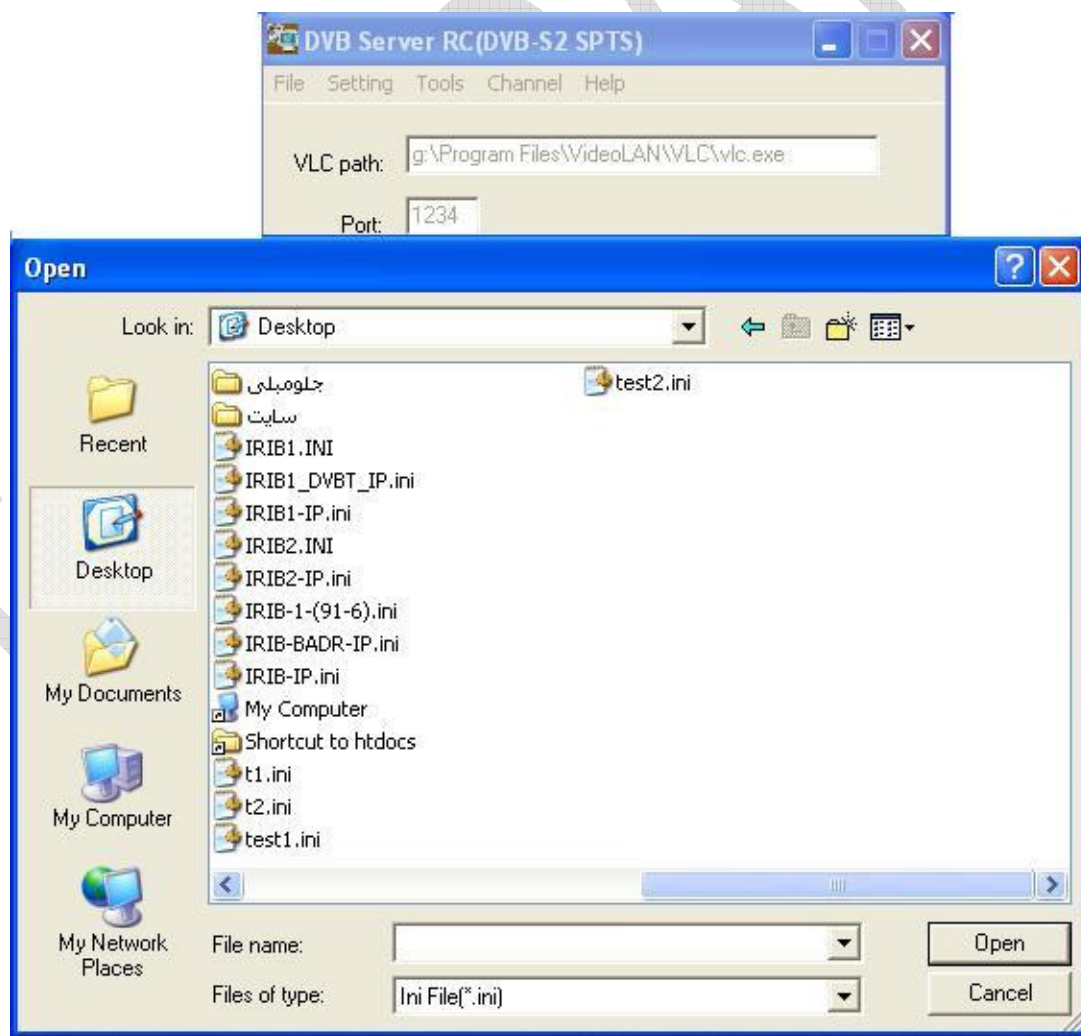 DVB Server RC(DVB-S2 SPTS)
File Setting Tools Channel Help
VLC path: g:\Program Files\VideoLAN\VLC\vlc.exe
Port: 1234
Open
Look in: Desktop
Recent
Desktop
My Documents
My Computer
My Network
Places
جلومبلی
سایت
IRIB1.INI
IRIB1_DVBT_IP.ini
IRIB1-IP.ini
IRIB2.INI
IRIB2-IP.ini
IRIB-1-(91-6).ini
IRIB-BADR-IP.ini
IRIB-IP.ini
My Computer
Shortcut to htdocs
t1.ini
t2.ini
test1.ini
test2.ini
File name:
Open
Files of type: Ini File(*.ini)
Cancel